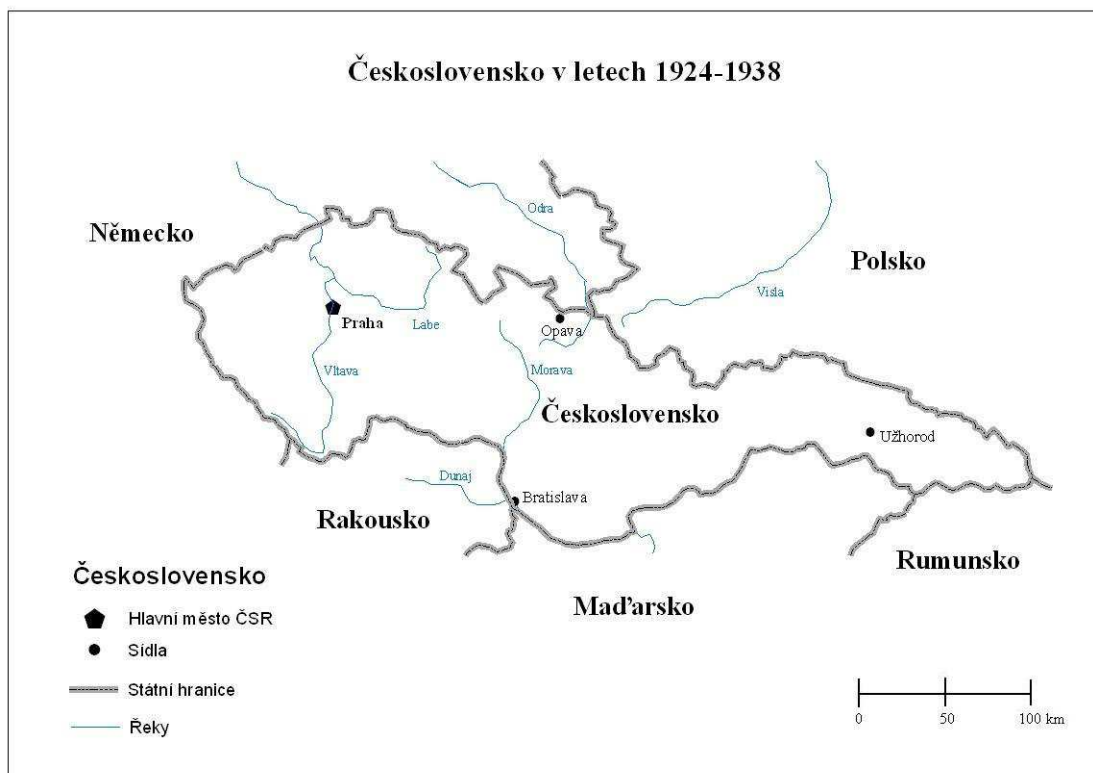 Československo v letech 1924-1938
Německo
Odra
Polsko
Visla
Praha
Labe
Opava
Vltava
Morava
Československo
Užhorod
Dunaj
Bratislava
Rakousko
Rumunsko
Maďarsko
Československo
Hlavní město ČSR
Sídla
Státní hranice
Řeky
0 50 100 km